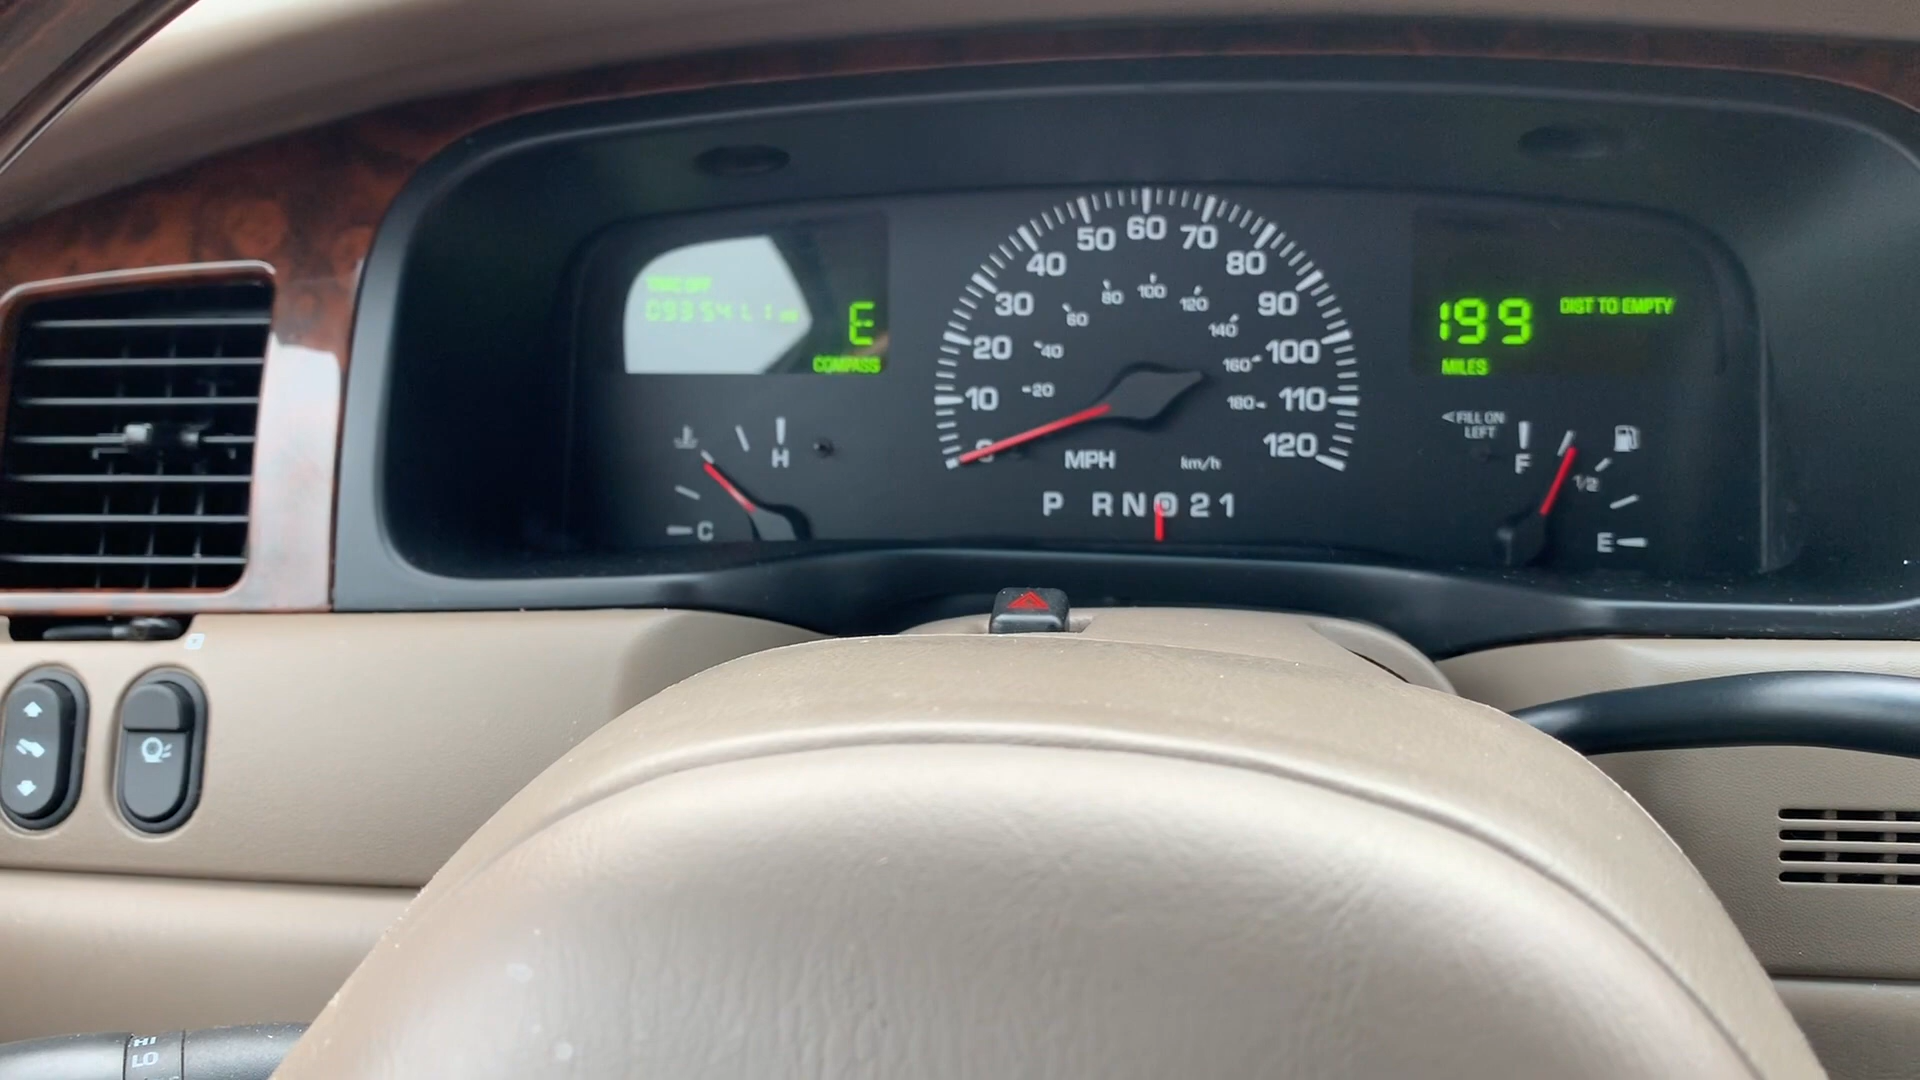 E
COMPASS
H
C
10
20
30
40
50
60
70
80
90
100
110
120
20
40
60
80
100
120
140
160
180
MPH
km/h
P R N D 2 1
199
DIST TO EMPTY
MILES
<FILL ON
LEFT
F
1/2
E
LO